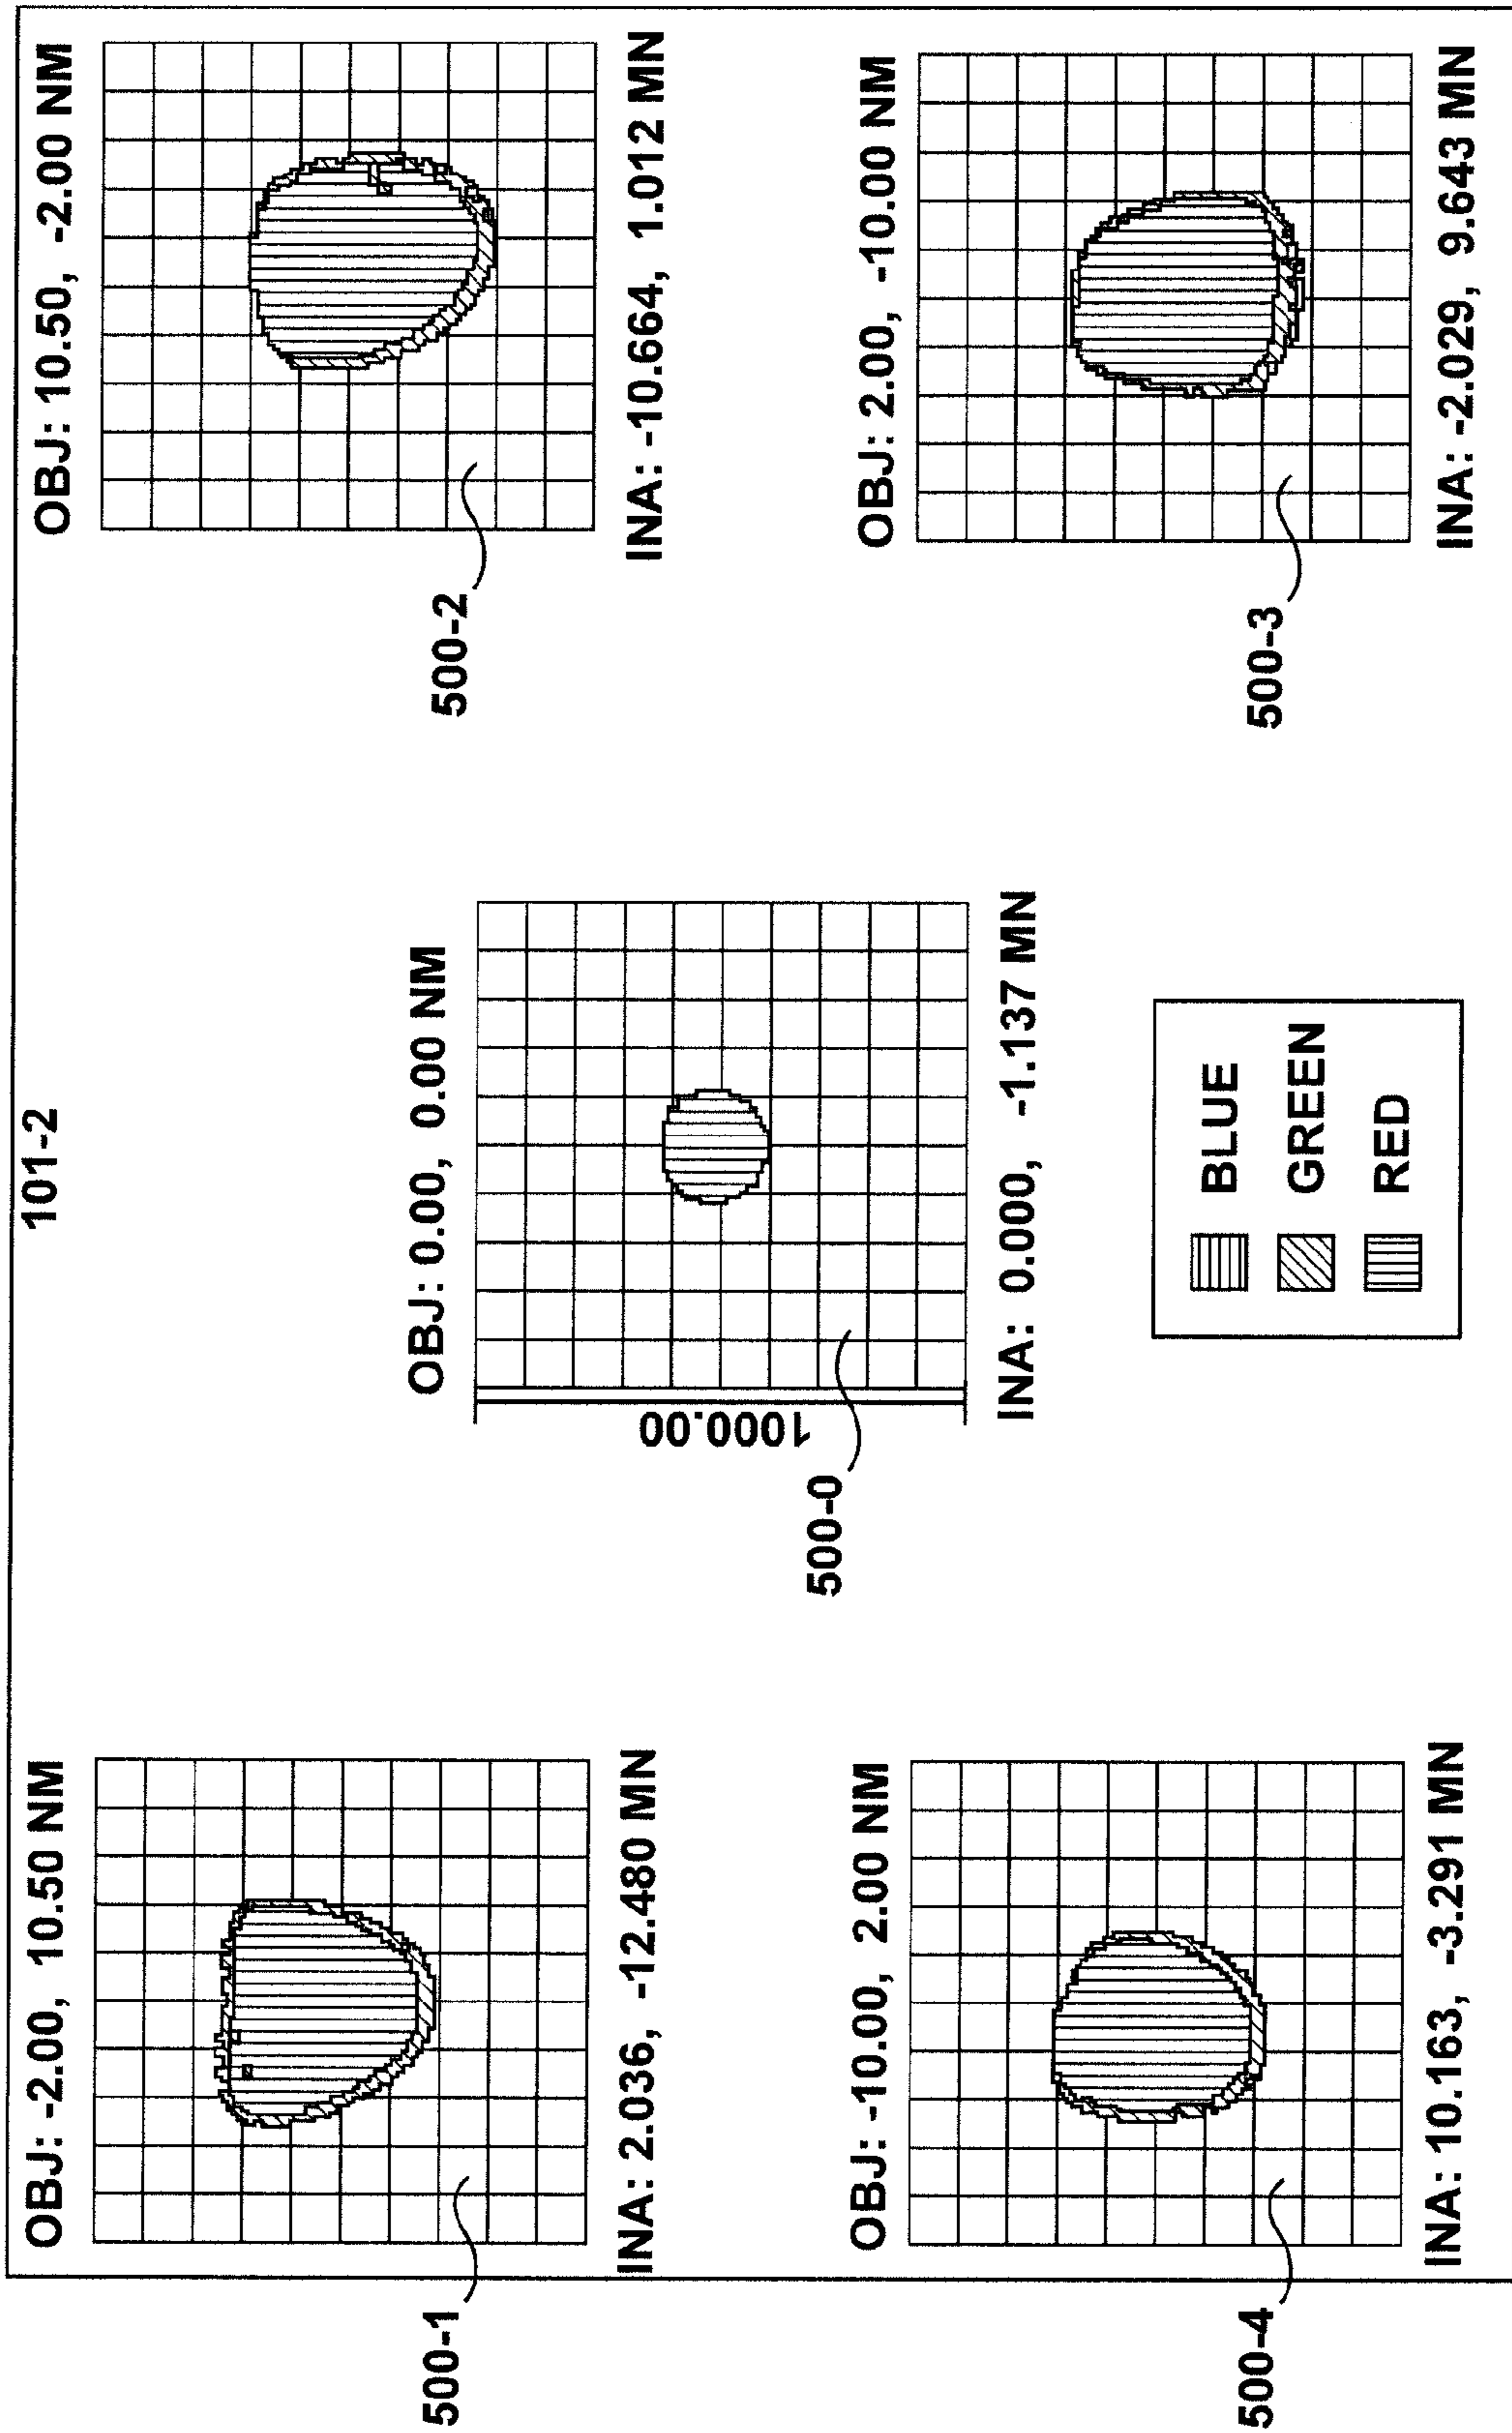 101-2
OBJ: -2.00, 10.50 NM
500-1
INA: 2.036, -12.480 MN
OBJ: 10.50, -2.00 NM
500-2
INA: -10.664, 1.012 MN
OBJ: 0.00, 0.00 NM
1000.00
500-0
INA: 0.000, -1.137 MN
OBJ: -10.00, 2.00 NM
500-4
INA: 10.163, -3.291 MN
OBJ: 2.00, -10.00 NM
500-3
INA: -2.029, 9.643 MN
BLUE
GREEN
RED